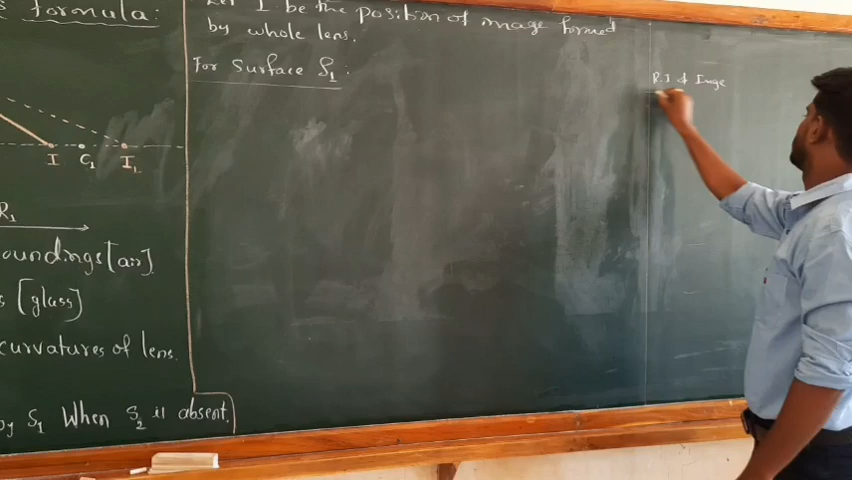 formula:
I C₁ I₁
R₁
oundings [air]
[glass]
curvatures of lens.
by S₁ When S₂ is absent
Let I be the position of image formed
by whole lens.
For Surface S₁:
R.I of Image